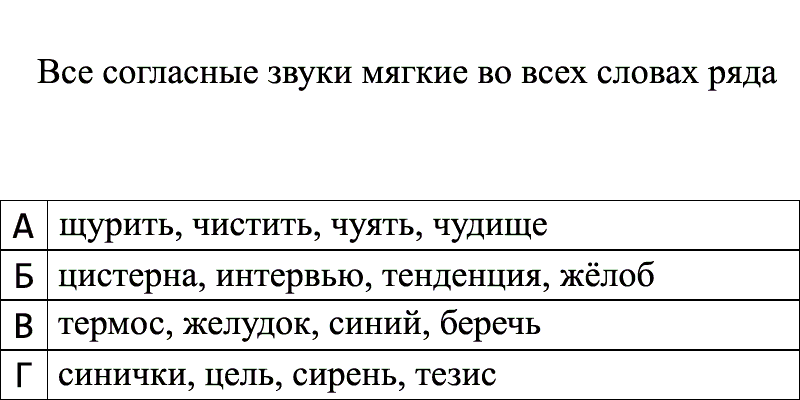 Все согласные звуки мягкие во всех словах ряда
А щурить, чистить, чуять, чудище
Б цистерна, интервью, тенденция, жёлоб
В термос, желудок, синий, беречь
Г синички, цель, сирень, тезис